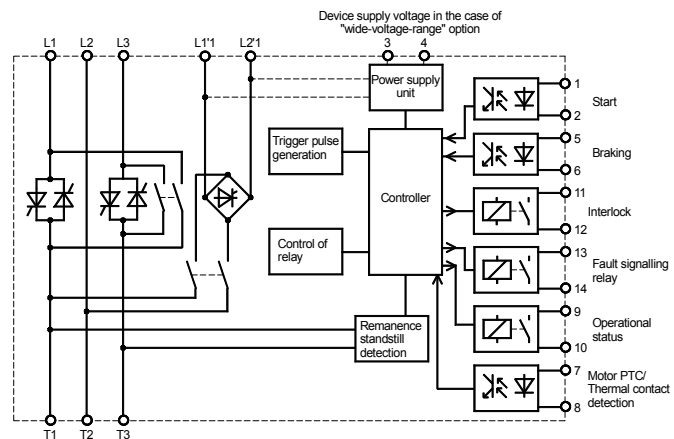 Device supply voltage in the case of
"wide-voltage-range" option
L1 L2 L3 L1'1 L2'1 3 4
Power supply
unit
1
Start
2
Trigger pulse
generation
5
Braking
6
Controller
11
Interlock
12
Control of
relay
13
Fault signalling
relay
14
Remanence
standstill
detection
9
Operational
status
10
7
Motor PTC/
Thermal contact
detection
8
T1 T2 T3